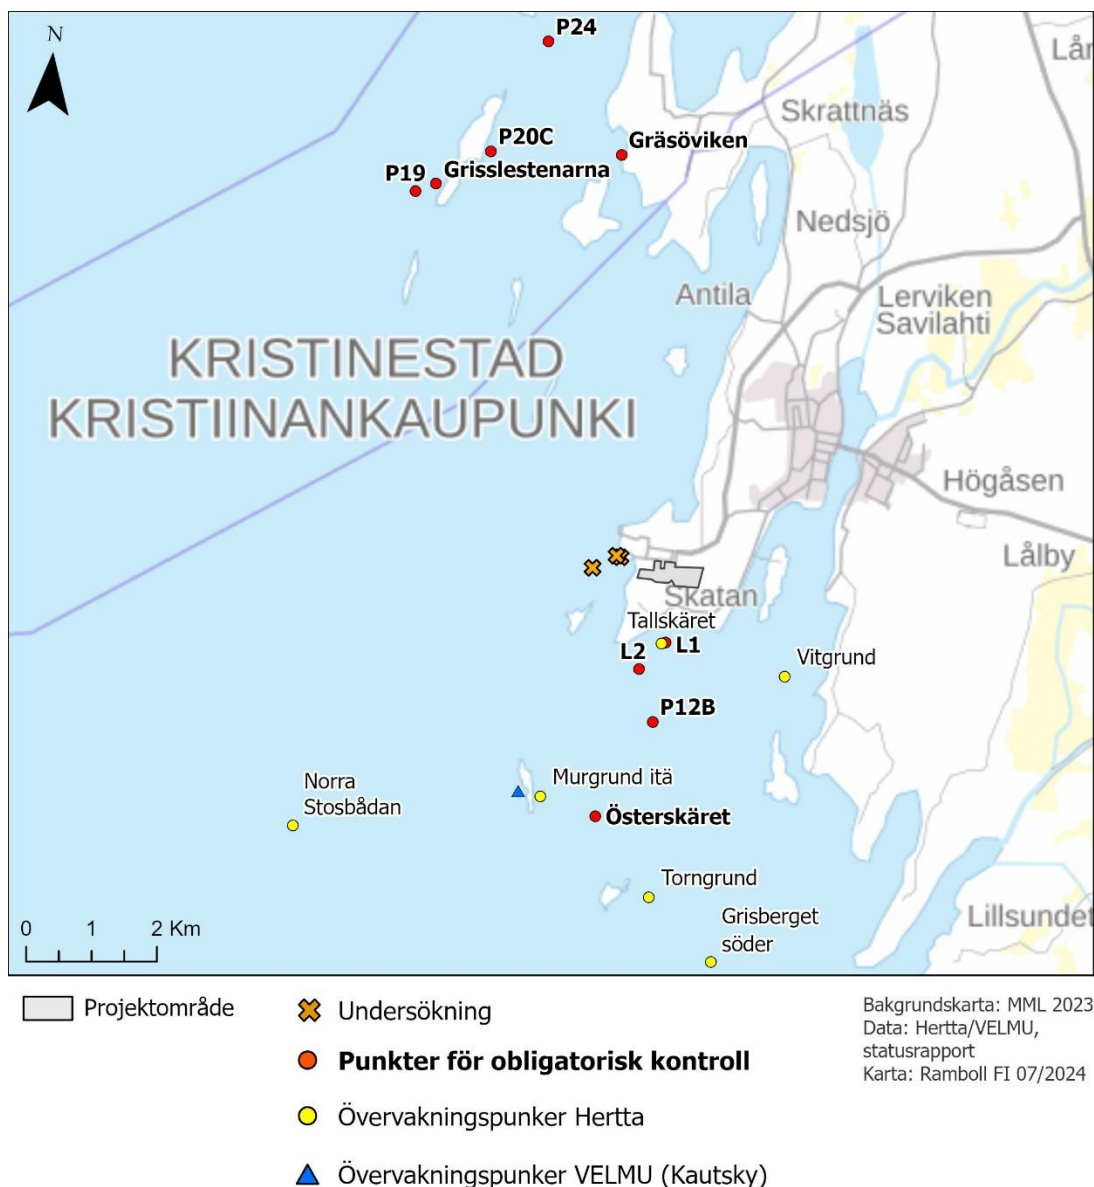 N
P24
Lår
Skrattnäs
P20C
Gräsöviken
P19
Grisslestenarna
Nedsjö
Antila
Lerviken
Savilahti
KRISTINESTAD
KRISTIINANKAUPUNKI
Högåsen
Lålby
Skatan
Tallskäret
L1
L2
Vitgrund
P12B
Murgrund itä
Norra
Stosbådan
Österskäret
Torngrund
Grisberget
söder
Lillsundet
0 1 2 Km
Projektområde
Undersökning
Punkter för obligatorisk kontroll
Övervakningspunker Hertta
Övervakningspunker VELMU (Kautsky)
Bakgrundskarta: MML 2023
Data: Hertta/VELMU,
statusrapport
Karta: Ramboll FI 07/2024